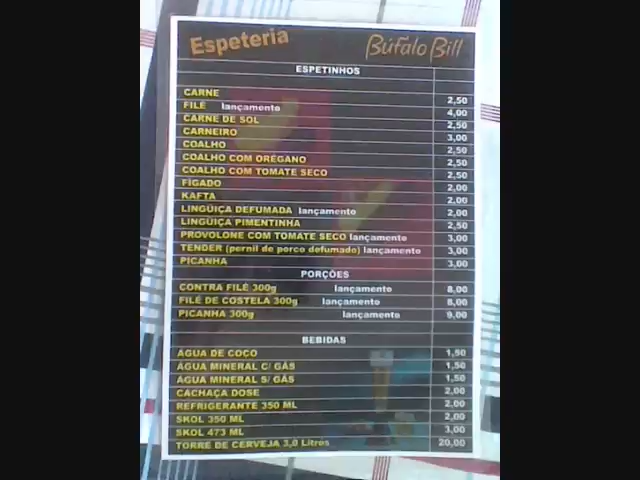 Espeteria Búfalo Bill
ESPETINHOS
CARNE 2,50
FILÉ lançamento 4,00
CARNE DE SOL 2,50
CARNEIRO 3,00
COALHO 2,50
COALHO COM ORÉGANO 2,50
COALHO COM TOMATE SECO 2,50
FÍGADO 2,00
KAFTA 2,00
LINGÜIÇA DEFUMADA lançamento 2,00
LINGÜIÇA PIMENTINHA 2,50
PROVOLONE COM TOMATE SECO lançamento 3,00
TENDER (pernil de porco defumado) lançamento 3,00
PICANHA 3,00
PORÇÕES
CONTRA FILÉ 300g lançamento 8,00
FILÉ DE COSTELA 300g lançamento 8,00
PICANHA 300g lançamento 9,00
BEBIDAS
ÁGUA DE COCO 1,50
ÁGUA MINERAL C/ GÁS 1,50
ÁGUA MINERAL S/ GÁS 1,50
CACHAÇA DOSE 2,00
REFRIGERANTE 350 ML 2,00
SKOL 350 ML 2,00
SKOL 473 ML 3,00
TORRE DE CERVEJA 3,0 Litros 20,00